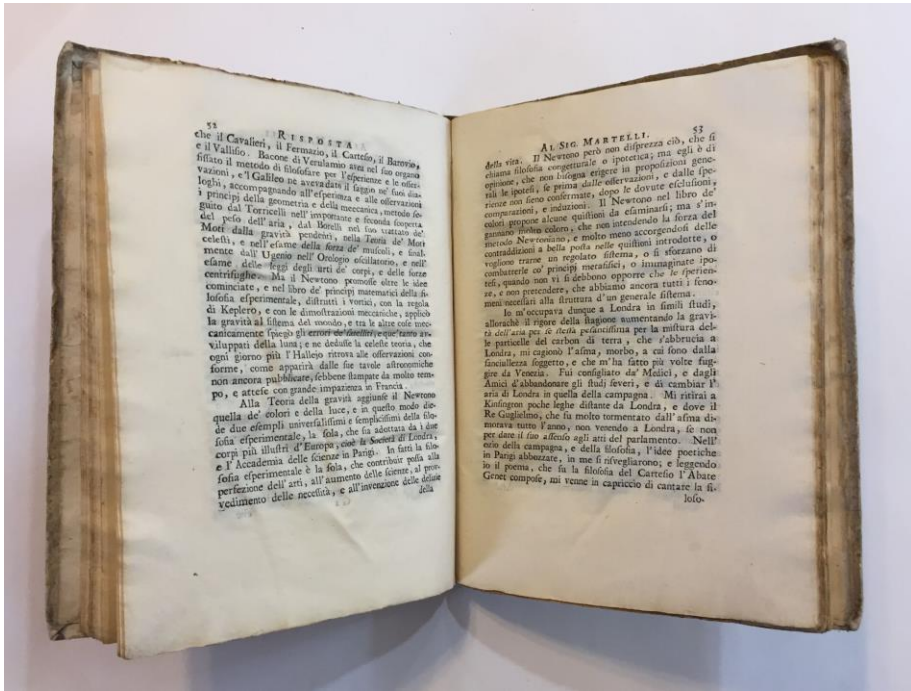 52
RISPOSTA
che il Cavalieri, il Fermazio, il Cartesio, il Barovio,
e il Vallisio. Bacone di Verulamio avea nel suo organo
fissato il metodo di filosofare per l'esperienze e le osser-
vazioni, e 'l Galileo ne avevadati il saggio ne' suoi dia-
loghi, accompagnando all'esperienza e alle osservazioni
i principj della geometria e della meccanica, metodo se-
guito dal Torricelli nell'importante e feconda scoperta
del peso dell'aria, dal Borelli nel suo trattato de'
Moti dalla gravità pendenti, nella Teoria de' Moti
celesti, e nell'esame della forza de' muscoli, e final-
mente dall'Ugenio nell'Orologio oscillatorio, e nell'
esame delle leggi degli urti de' corpi, e delle forze
centrifughe. Ma il Newtono promosse oltre le idee
cominciate, e nel libro de' principj matematici della fi-
losofia esperimentale, distrutti i vortici, con la regola
di Keplero, e con le dimostrazioni meccaniche, applicò
la gravità al sistema del mondo, e tra le altre cose mec-
canicamente spiegò gli errori de' satelliti, e que' tanto av-
viluppati della luna; e ne dedusse la celeste teoria, che
ogni giorno più l'Hallejo ritrova alle osservazioni con-
forme, come apparirà dalle sue tavole astronomiche
non ancora pubblicate, sebbene stampate da molto tem-
po, e attese con grande impazienza in Francia.
Alla Teoria della gravità aggiunse il Newtono
quella de' colori e della luce, e in questo modo die-
de due esempli universalissimi e semplicissimi della filo-
sofia esperimentale, la sola, che sia adottata da i due
corpi più illustri d'Europa, cioè la Società di Londra,
e l'Accademia delle scienze in Parigi. In fatti la filo-
sofia esperimentale è la sola, che contribuir possa alla
perfezione dell'arti, all'aumento delle scienze, al prov-
vedimento delle necessità, e all'invenzione delle delizie
della
AL SIG. MARTELLI.
53
della vita. Il Newtono però non disprezza ciò, che si
chiama filosofia congetturale o ipotetica; ma egli è di
opinione, che non bisogna erigere in proposizioni gene-
rali le ipotesi, se prima dalle osservazioni, e dalle spe-
rienze non sieno confermate, dopo le dovute esclusioni,
comparazioni, e induzioni. Il Newtono nel libro de'
colori propone alcune quistioni da esaminarsi; ma s'in-
gannano molto coloro, che non intendendo la forza del
metodo Newtoniano, e molto meno accorgendosi delle
contraddizioni a bella posta nelle quistioni introdotte, o
vogliono trarne un regolato sistema, o si sforzano di
combatterle co' principj metafisici, o immaginate ipo-
tesi, quando non vi si debbono opporre che le sperien-
ze, e non pretendere, che abbiamo ancora tutti i feno-
meni necessarj alla struttura d'un generale sistema.
Io m'occupava dunque a Londra in simili studj,
allorachè il rigore della stagione aumentando la gravi-
tà dell'aria per se stessa pesantissima per la mistura del-
le particelle del carbon di terra, che s'abbrucia a
Londra, mi cagionò l'asma, morbo, a cui sono dalla
fanciullezza soggetto, e che m'ha fatto più volte fug-
gire da Venezia. Fui consigliato da' Medici, e dagli
Amici d'abbandonare gli studj severi, e di cambiar l'
aria di Londra in quella della campagna. Mi ritirai a
Kinsington poche leghe distante da Londra, e dove il
Re Guglielmo, che fu molto tormentato dall'asma di-
morava tutto l'anno, non venendo a Londra, se non
per dare il suo assenso agli atti del parlamento. Nell'
ozio della campagna, e della filosofia, l'idee poetiche
in Parigi abbozzate, in me si risvegliarono; e leggendo
io il poema, che su la filosofia del Cartesio l'Abate
Genet compose, mi venne in capriccio di cantare la fi-
loso-